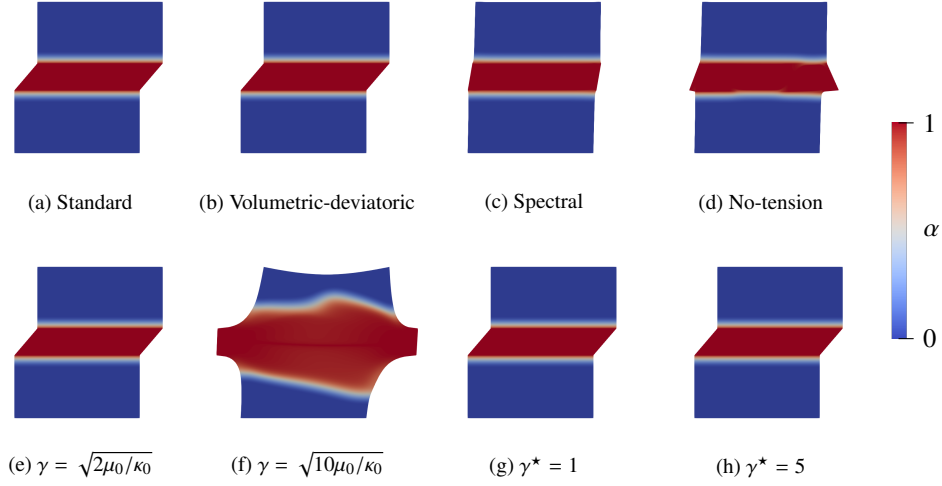 (a) Standard
(b) Volumetric-deviatoric
(c) Spectral
(d) No-tension
1
α
0
(e) γ = √2μ₀/κ₀
(f) γ = √10μ₀/κ₀
(g) γ⋆ = 1
(h) γ⋆ = 5